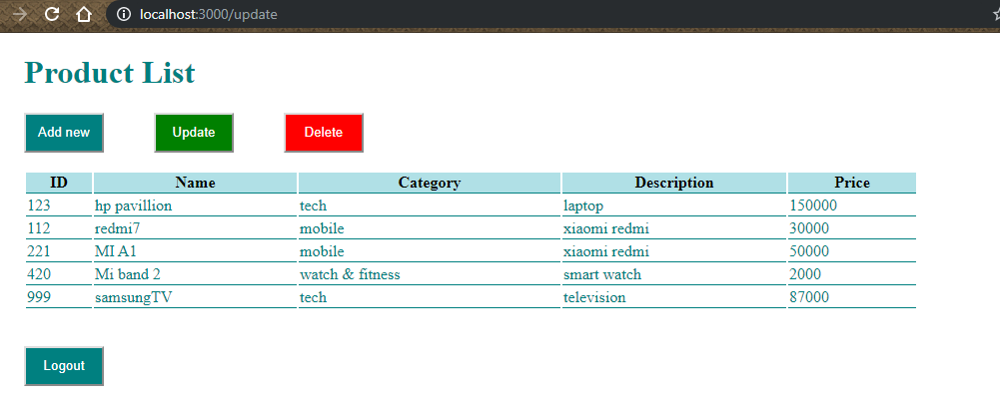 localhost:3000/update
Product List
Add new Update Delete
ID Name Category Description Price
123 hp pavillion tech laptop 150000
112 redmi7 mobile xiaomi redmi 30000
221 MI A1 mobile xiaomi redmi 50000
420 Mi band 2 watch & fitness smart watch 2000
999 samsungTV tech television 87000
Logout